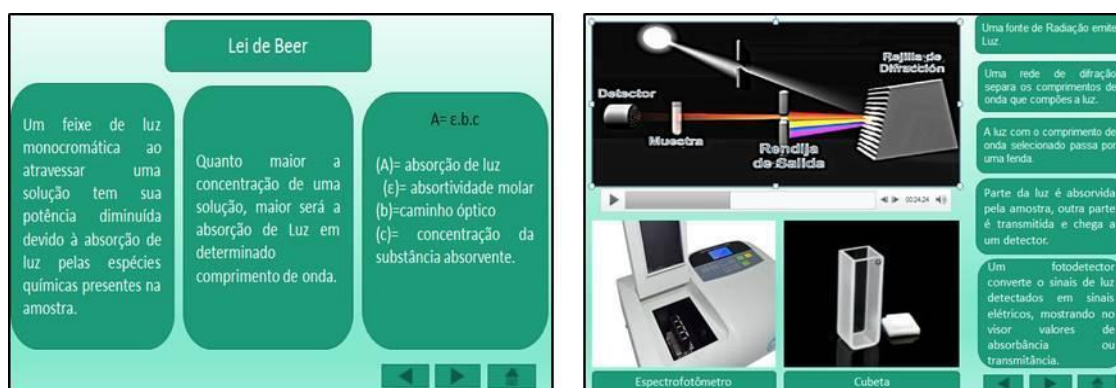 Lei de Beer
Um feixe de luz
monocromática ao
atravessar uma
solução tem sua
potência diminuída
devido à absorção de
luz pelas espécies
químicas presentes na
amostra.
Quanto maior a
concentração de uma
solução, maior será a
absorção de Luz em
determinado
comprimento de onda.
A= ε.b.c
(A)= absorção de luz
(ε)= absortividade molar
(b)=caminho óptico
(c)= concentração da
substância absorvente.
Rejilla de
Difracción
Detector
Muestra
Rendija
de Salida
00:24,24
Espectrofotômetro
Cubeta
Uma fonte de Radiação emite
Luz.
Uma rede de difração
separa os comprimentos de
onda que compões a luz.
A luz com o comprimento de
onda selecionado passa por
uma fenda.
Parte da luz é absorvida
pela amostra, outra parte
é transmitida e chega a
um detector.
Um fotodetector
converte o sinais de luz
detectados em sinais
elétricos, mostrando no
visor valores de
absorbância ou
transmitância.